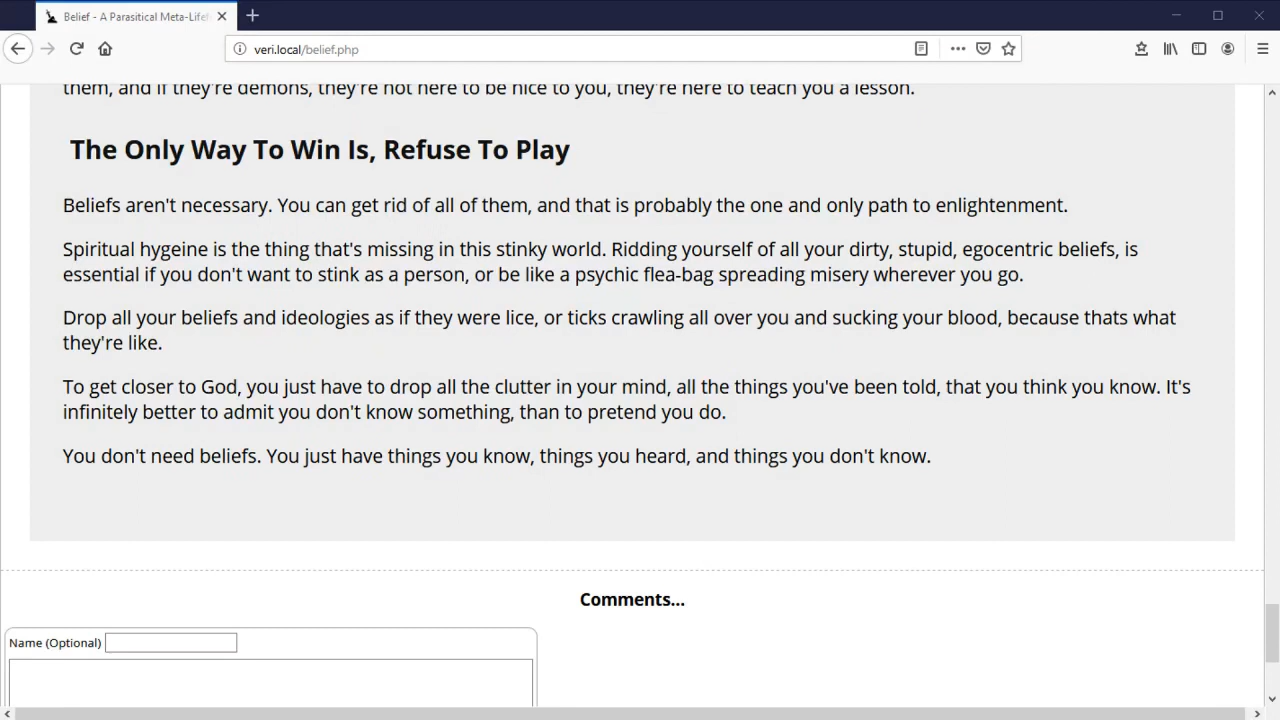 Belief - A Parasitical Meta-Lifef
veri.local/belief.php
them, and if they're demons, they're not here to be nice to you, they're here to teach you a lesson.
The Only Way To Win Is, Refuse To Play
Beliefs aren't necessary. You can get rid of all of them, and that is probably the one and only path to enlightenment.
Spiritual hygeine is the thing that's missing in this stinky world. Ridding yourself of all your dirty, stupid, egocentric beliefs, is
essential if you don't want to stink as a person, or be like a psychic flea-bag spreading misery wherever you go.
Drop all your beliefs and ideologies as if they were lice, or ticks crawling all over you and sucking your blood, because thats what
they're like.
To get closer to God, you just have to drop all the clutter in your mind, all the things you've been told, that you think you know. It's
infinitely better to admit you don't know something, than to pretend you do.
You don't need beliefs. You just have things you know, things you heard, and things you don't know.
Comments...
Name (Optional)